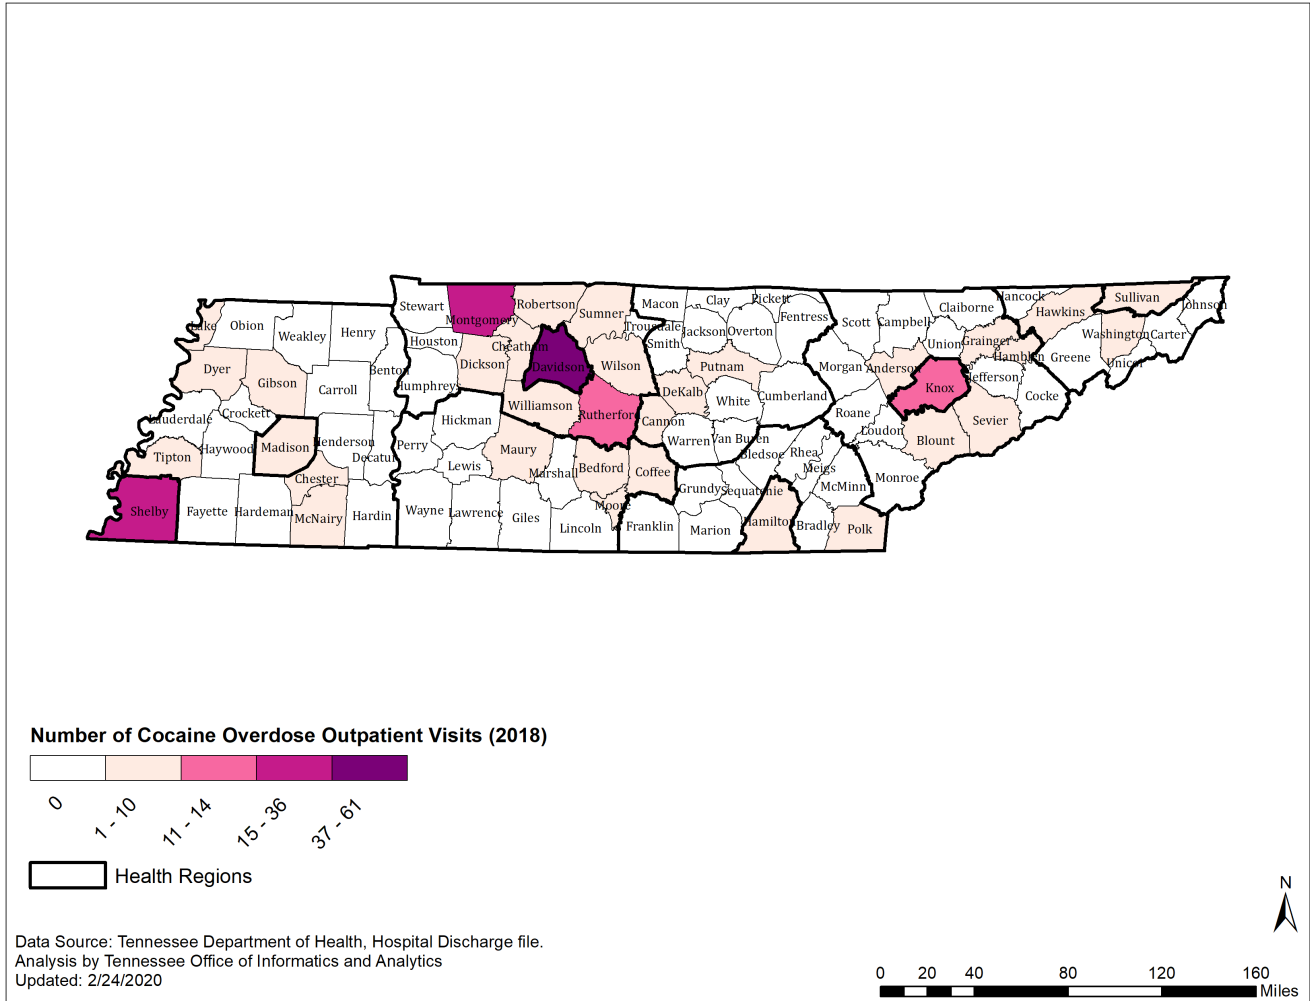 Stewart
Montgomery
Robertson
Sumner
Macon
Clay
Pickett
Fentress
Scott
Campbell
Claiborne
Hancock
Hawkins
Sullivan
Johnson
Lake
Obion
Weakley
Henry
Houston
Cheatham
Trousdale
Smith
Jackson
Overton
Union
Grainger
Hamblen
Greene
Washington
Carter
Unicoi
Dyer
Gibson
Carroll
Benton
Humphreys
Dickson
Davidson
Wilson
Putnam
Morgan
Anderson
Knox
Jefferson
Cocke
Lauderdale
Crockett
Hickman
Williamson
Rutherford
Cannon
DeKalb
White
Cumberland
Roane
Loudon
Blount
Sevier
Tipton
Haywood
Madison
Henderson
Decatur
Perry
Lewis
Maury
Marshall
Bedford
Coffee
Warren
Van Buren
Bledsoe
Rhea
Meigs
McMinn
Monroe
Chester
Shelby
Fayette
Hardeman
McNairy
Hardin
Wayne
Lawrence
Giles
Lincoln
Moore
Franklin
Grundy
Sequatchie
Marion
Hamilton
Bradley
Polk
Number of Cocaine Overdose Outpatient Visits (2018)
0
1 - 10
11 - 14
15 - 36
37 - 61
Health Regions
N
Data Source: Tennessee Department of Health, Hospital Discharge file.
Analysis by Tennessee Office of Informatics and Analytics
Updated: 2/24/2020
0 20 40 80 120 160
Miles